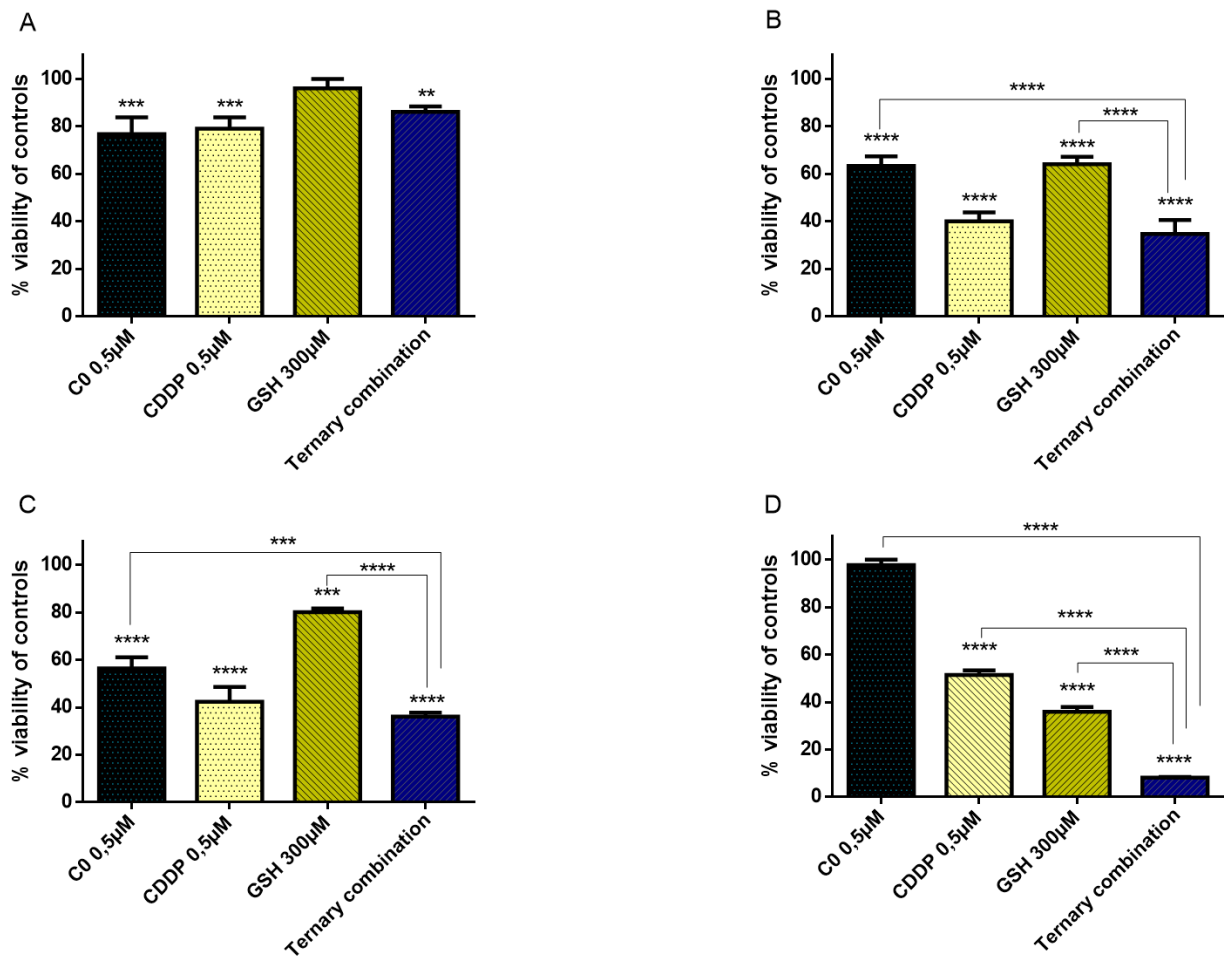 A
% viability of controls
100
80
60
40
20
0
***
***
**
C0 0,5µM
CDDP 0,5µM
GSH 300µM
Ternary combination
B
% viability of controls
100
80
60
40
20
0
****
****
****
****
****
****
C0 0,5µM
CDDP 0,5µM
GSH 300µM
Ternary combination
C
% viability of controls
100
80
60
40
20
0
***
****
***
****
****
****
C0 0,5µM
CDDP 0,5µM
GSH 300µM
Ternary combination
D
% viability of controls
100
80
60
40
20
0
****
****
****
****
****
****
C0 0,5µM
CDDP 0,5µM
GSH 300µM
Ternary combination